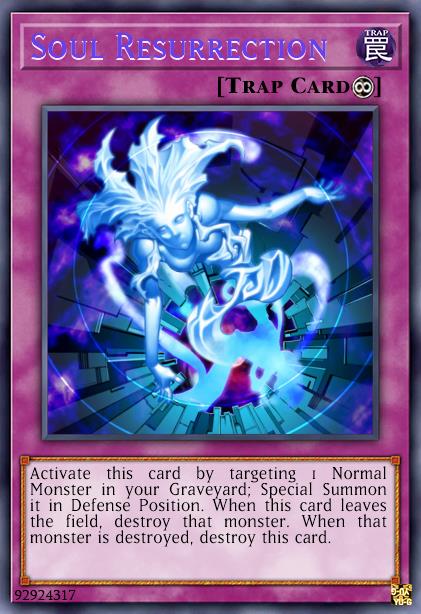 SOUL RESURRECTION
TRAP
罠
[TRAP CARD]
Activate this card by targeting 1 Normal
Monster in your Graveyard; Special Summon
it in Defense Position. When this card leaves
the field, destroy that monster. When that
monster is destroyed, destroy this card.
92924317